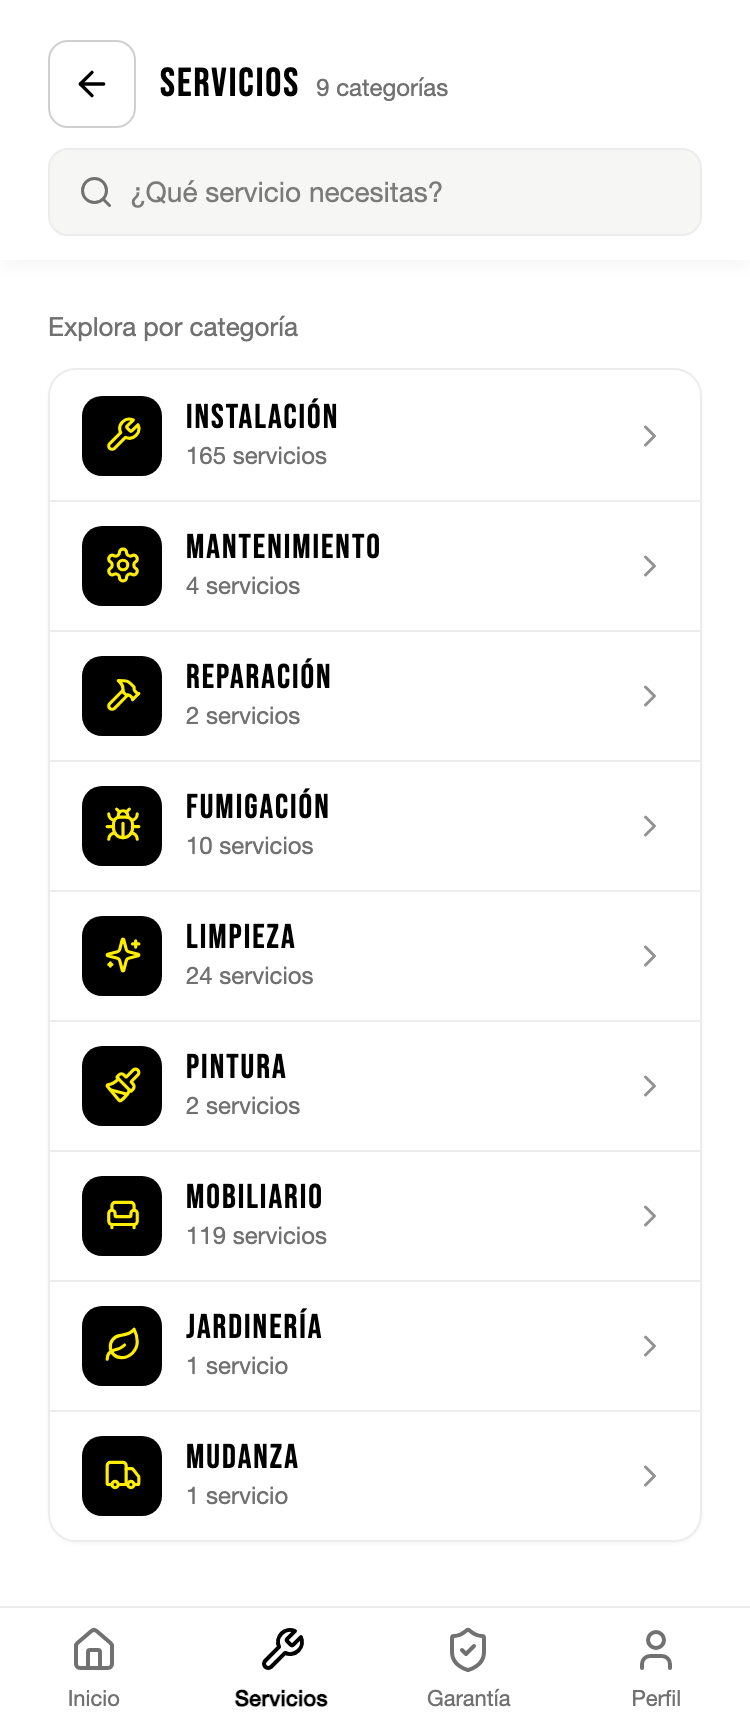 SERVICIOS 9 categorías
¿Qué servicio necesitas?
Explora por categoría
INSTALACIÓN
165 servicios
MANTENIMIENTO
4 servicios
REPARACIÓN
2 servicios
FUMIGACIÓN
10 servicios
LIMPIEZA
24 servicios
PINTURA
2 servicios
MOBILIARIO
119 servicios
JARDINERÍA
1 servicio
MUDANZA
1 servicio
Inicio Servicios Garantía Perfil